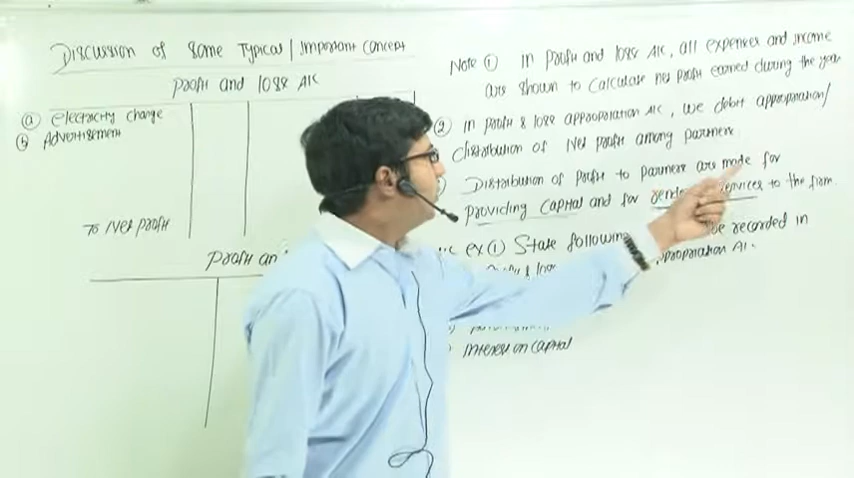 Discussion of Some Typical / Important Concept
Profit and loss A/C
(a) Electricity charge
(b) Advertisement
To Net profit
Profit an
Note (1) In Profit and loss A/C, all expenses and income
are shown to calculate net profit earned during the year
(2) In profit & loss appropriation A/C, we debit appropriation/
distribution of Net profit among partners
Distribution of profit to partners are made for
providing capital and for services to the firm
ex (1) State following be recorded in
& loss appropriation A/
Interest on capital